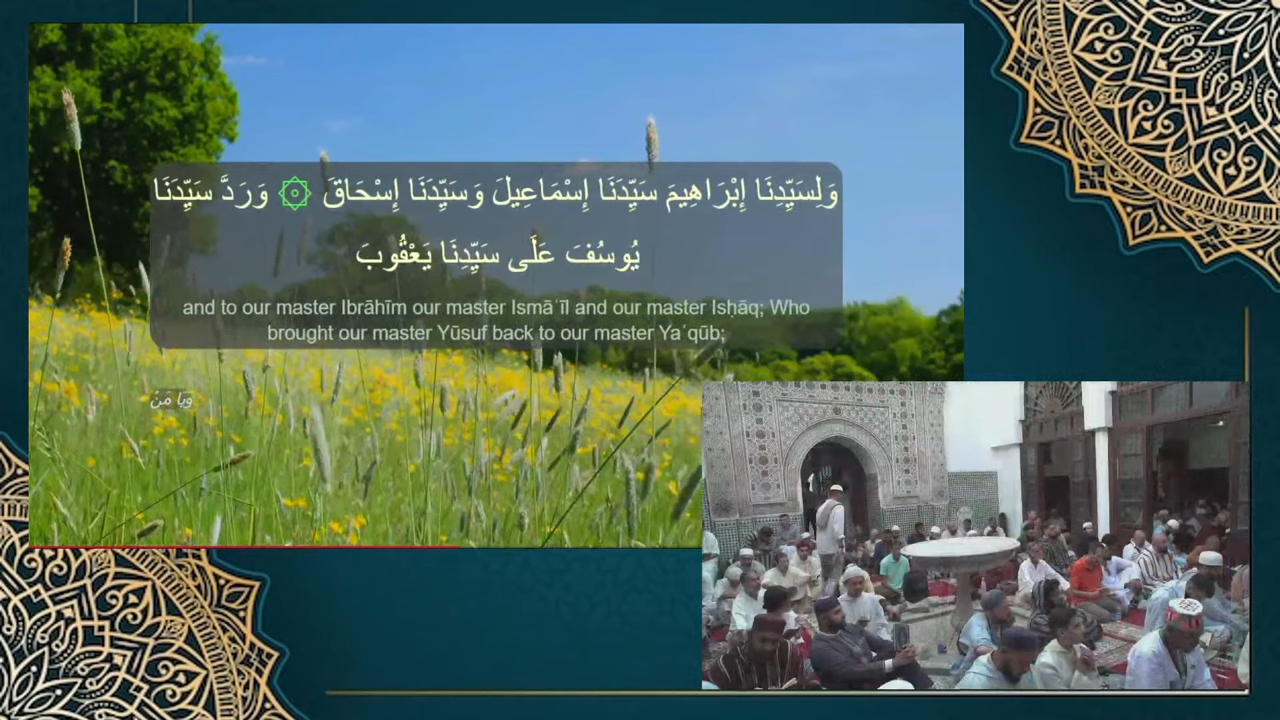 وَلِسَيِّدِنَا إِبْرَاهِيمَ سَيِّدَنَا إِسْمَاعِيلَ وَسَيِّدَنَا إِسْحَاقَ ۞ وَرَدَّ سَيِّدَنَا
يُوسُفَ عَلَى سَيِّدِنَا يَعْقُوبَ
and to our master Ibrāhīm our master Ismāʿīl and our master Isḥāq; Who
brought our master Yūsuf back to our master Yaʿqūb;
وَيَا مَن